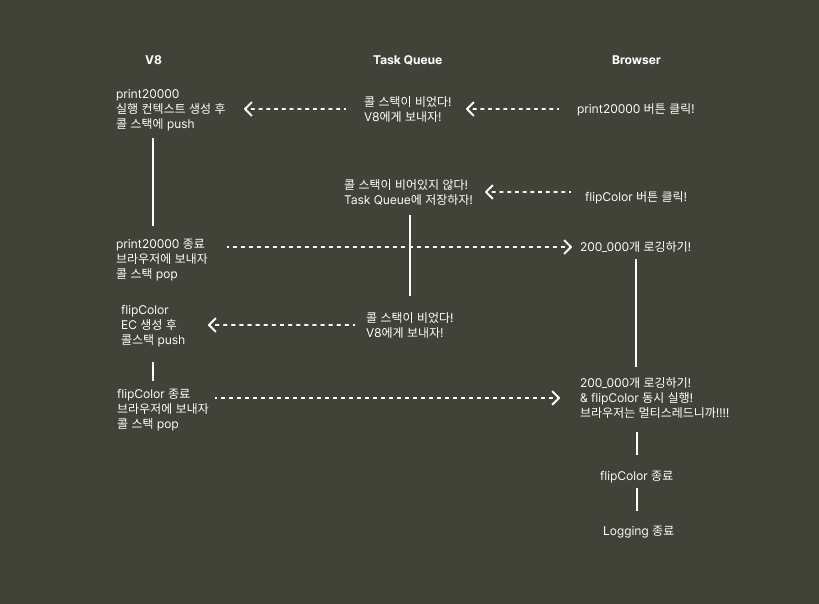 V8
Task Queue
Browser
print20000
실행 컨텍스트 생성 후
콜 스택에 push
콜 스택이 비었다!
V8에게 보내자!
print20000 버튼 클릭!
콜 스택이 비어있지 않다!
Task Queue에 저장하자!
flipColor 버튼 클릭!
print20000 종료
브라우저에 보내자
콜 스택 pop
200_000개 로깅하기!
flipColor
EC 생성 후
콜스택 push
콜 스택이 비었다!
V8에게 보내자!
flipColor 종료
브라우저에 보내자
콜 스택 pop
200_000개 로깅하기!
& flipColor 동시 실행!
브라우저는 멀티스레드니까!!!!
flipColor 종료
Logging 종료